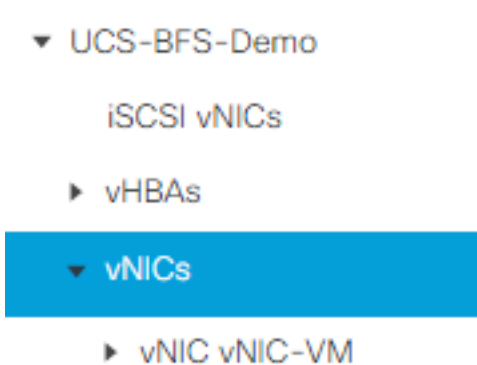 UCS-BFS-Demo
iSCSI vNICs
vHBAs
vNICs
vNIC vNIC-VM